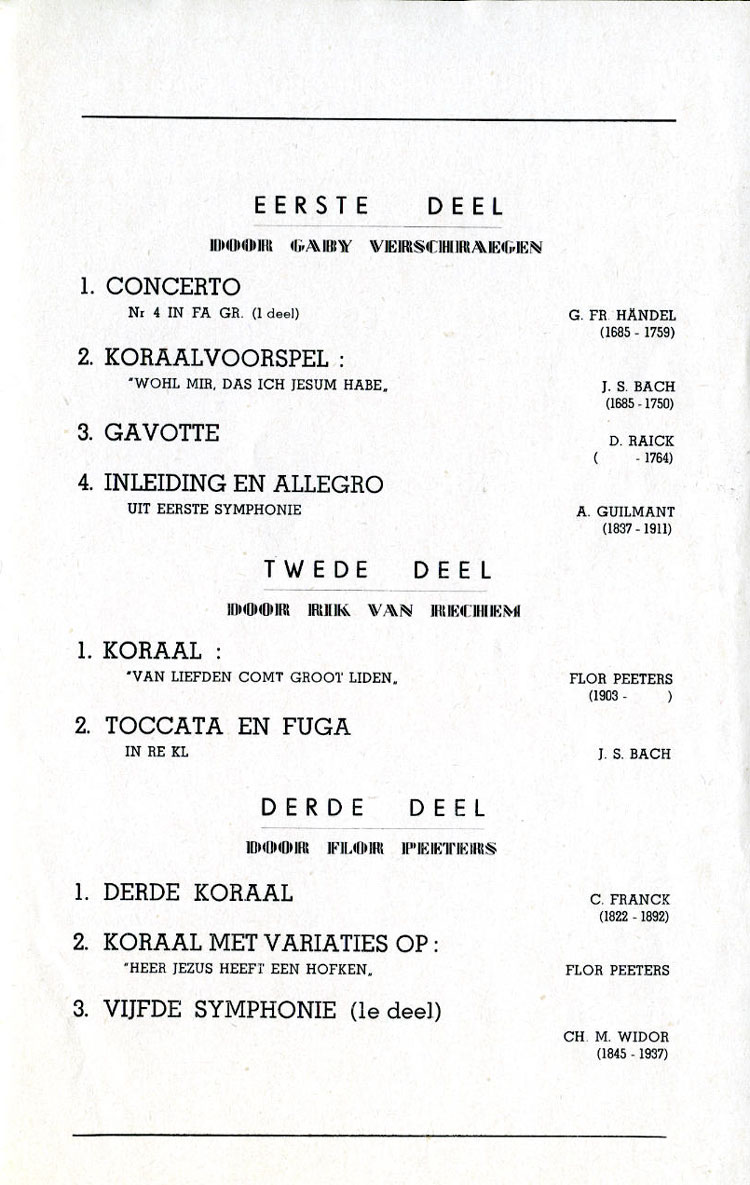 EERSTE DEEL
DOOR GABY VERSCHRAEGEN
1. CONCERTO
Nr 4 IN FA GR. (1 deel)
G. FR. HÄNDEL
(1685 - 1759)
2. KORAALVOORSPEL :
"WOHL MIR, DAS ICH JESUM HABE„
J. S. BACH
(1685 - 1750)
3. GAVOTTE
D. RAICK
( - 1764)
4. INLEIDING EN ALLEGRO
UIT EERSTE SYMPHONIE
A. GUILMANT
(1837 - 1911)
TWEDE DEEL
DOOR RIK VAN RECHEM
1. KORAAL :
"VAN LIEFDEN COMT GROOT LIDEN„
FLOR PEETERS
(1903 - )
2. TOCCATA EN FUGA
IN RE KL
J. S. BACH
DERDE DEEL
DOOR FLOR PEETERS
1. DERDE KORAAL
C. FRANCK
(1822 - 1892)
2. KORAAL MET VARIATIES OP :
"HEER JEZUS HEEFT EEN HOFKEN„
FLOR PEETERS
3. VIJFDE SYMPHONIE (1e deel)
CH. M. WIDOR
(1845 - 1937)